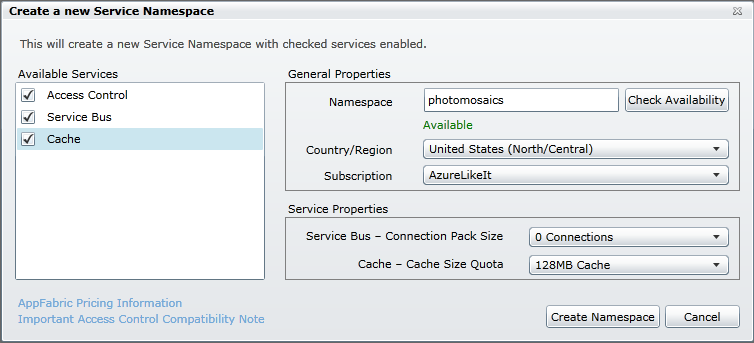 Create a new Service Namespace
This will create a new Service Namespace with checked services enabled.
Available Services
Access Control
Service Bus
Cache
General Properties
Namespace photomosaics Check Availability
Available
Country/Region United States (North/Central)
Subscription AzureLikeIt
Service Properties
Service Bus – Connection Pack Size 0 Connections
Cache – Cache Size Quota 128MB Cache
AppFabric Pricing Information
Important Access Control Compatibility Note
Create Namespace Cancel